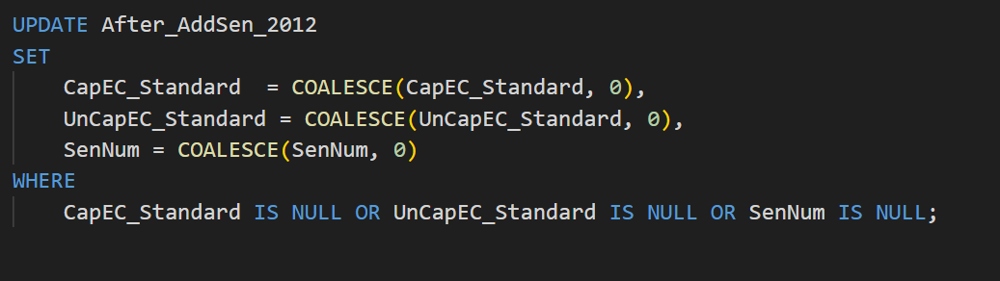 UPDATE After_AddSen_2012
SET
    CapEC_Standard  = COALESCE(CapEC_Standard, 0),
    UnCapEC_Standard = COALESCE(UnCapEC_Standard, 0),
    SenNum = COALESCE(SenNum, 0)
WHERE
    CapEC_Standard IS NULL OR UnCapEC_Standard IS NULL OR SenNum IS NULL;